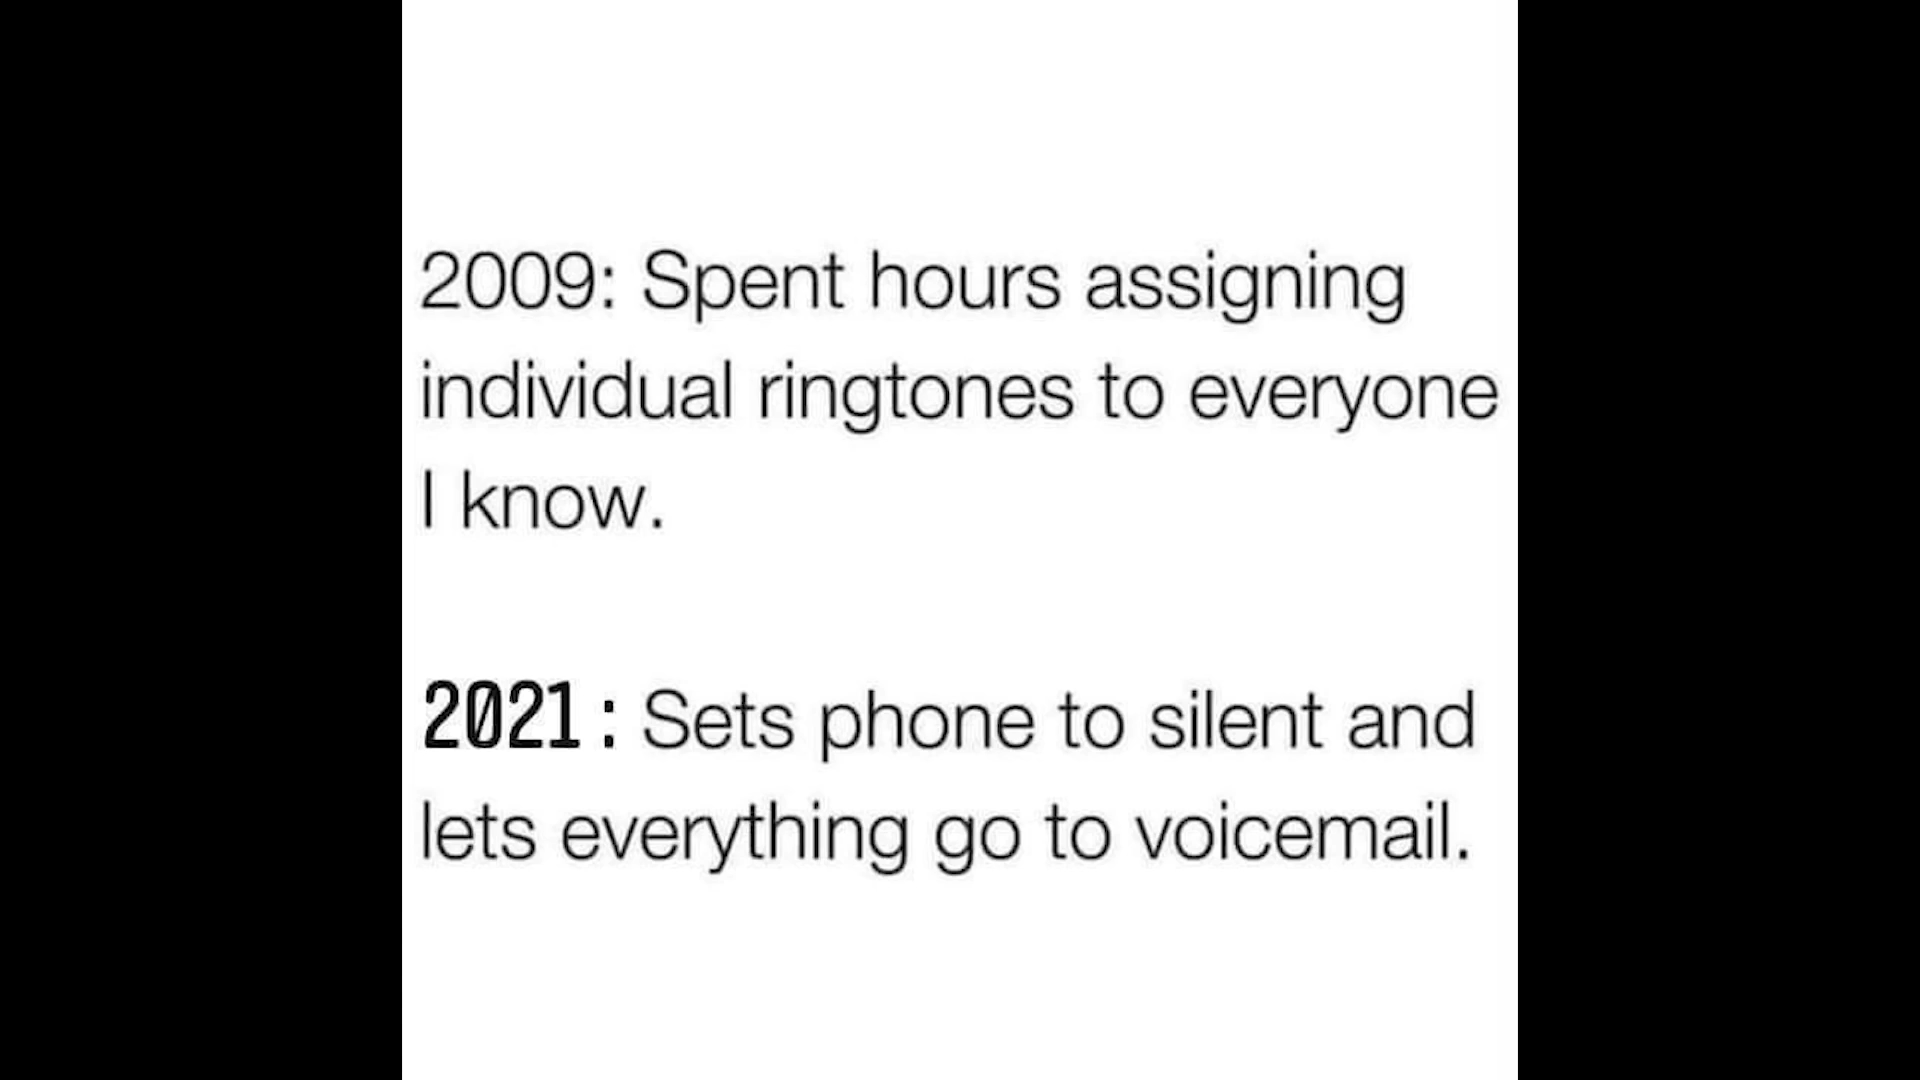 2009: Spent hours assigning
individual ringtones to everyone
I know.
2021: Sets phone to silent and
lets everything go to voicemail.